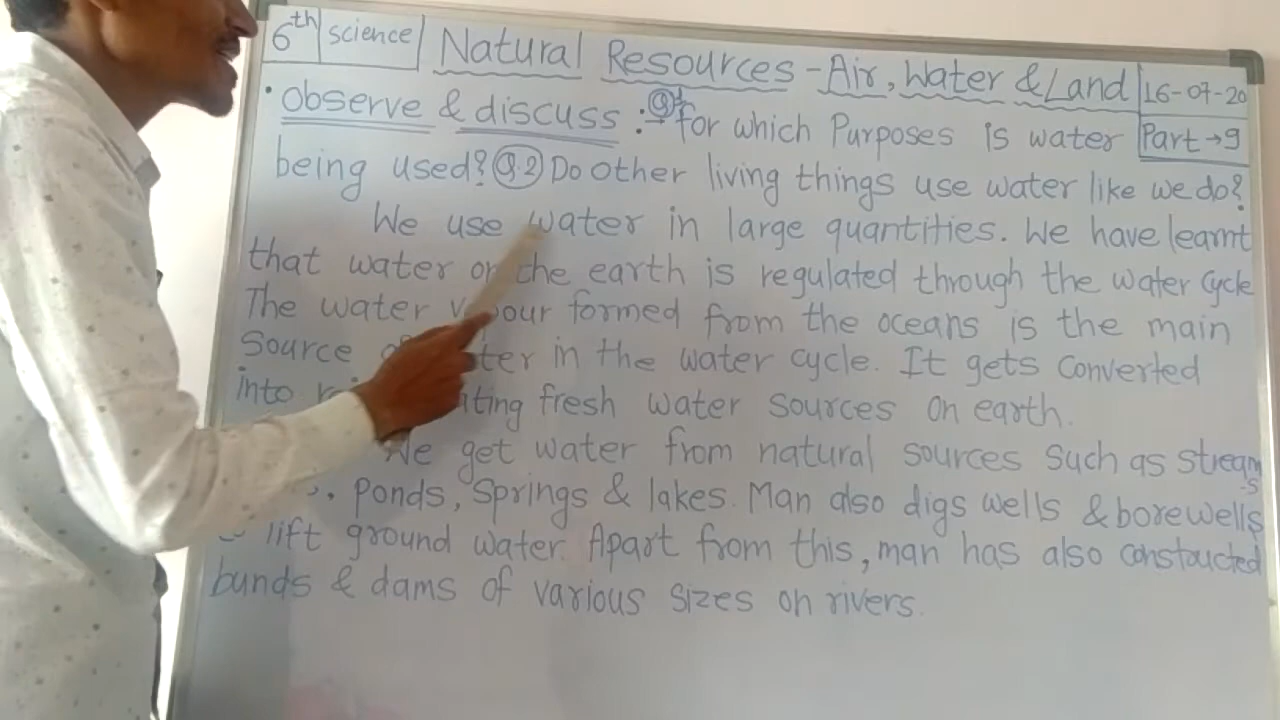 6th science Natural Resources - Air, Water & Land 16-07-20
• Observe & discuss :- Q.1 for which Purposes is water Part → 9
being used? Q.2 Do Other living things use water like we do?
We use water in large quantities. We have learnt
that water on the earth is regulated through the water Cycle
The water vapour formed from the oceans is the main
Source of water in the water cycle. It gets Converted
into fresh water sources on earth.
We get water from natural sources such as streams
Ponds, Springs & lakes. Man also digs wells & borewells
lift ground water. Apart from this, man has also constoucted
bunds & dams of various sizes on rivers.